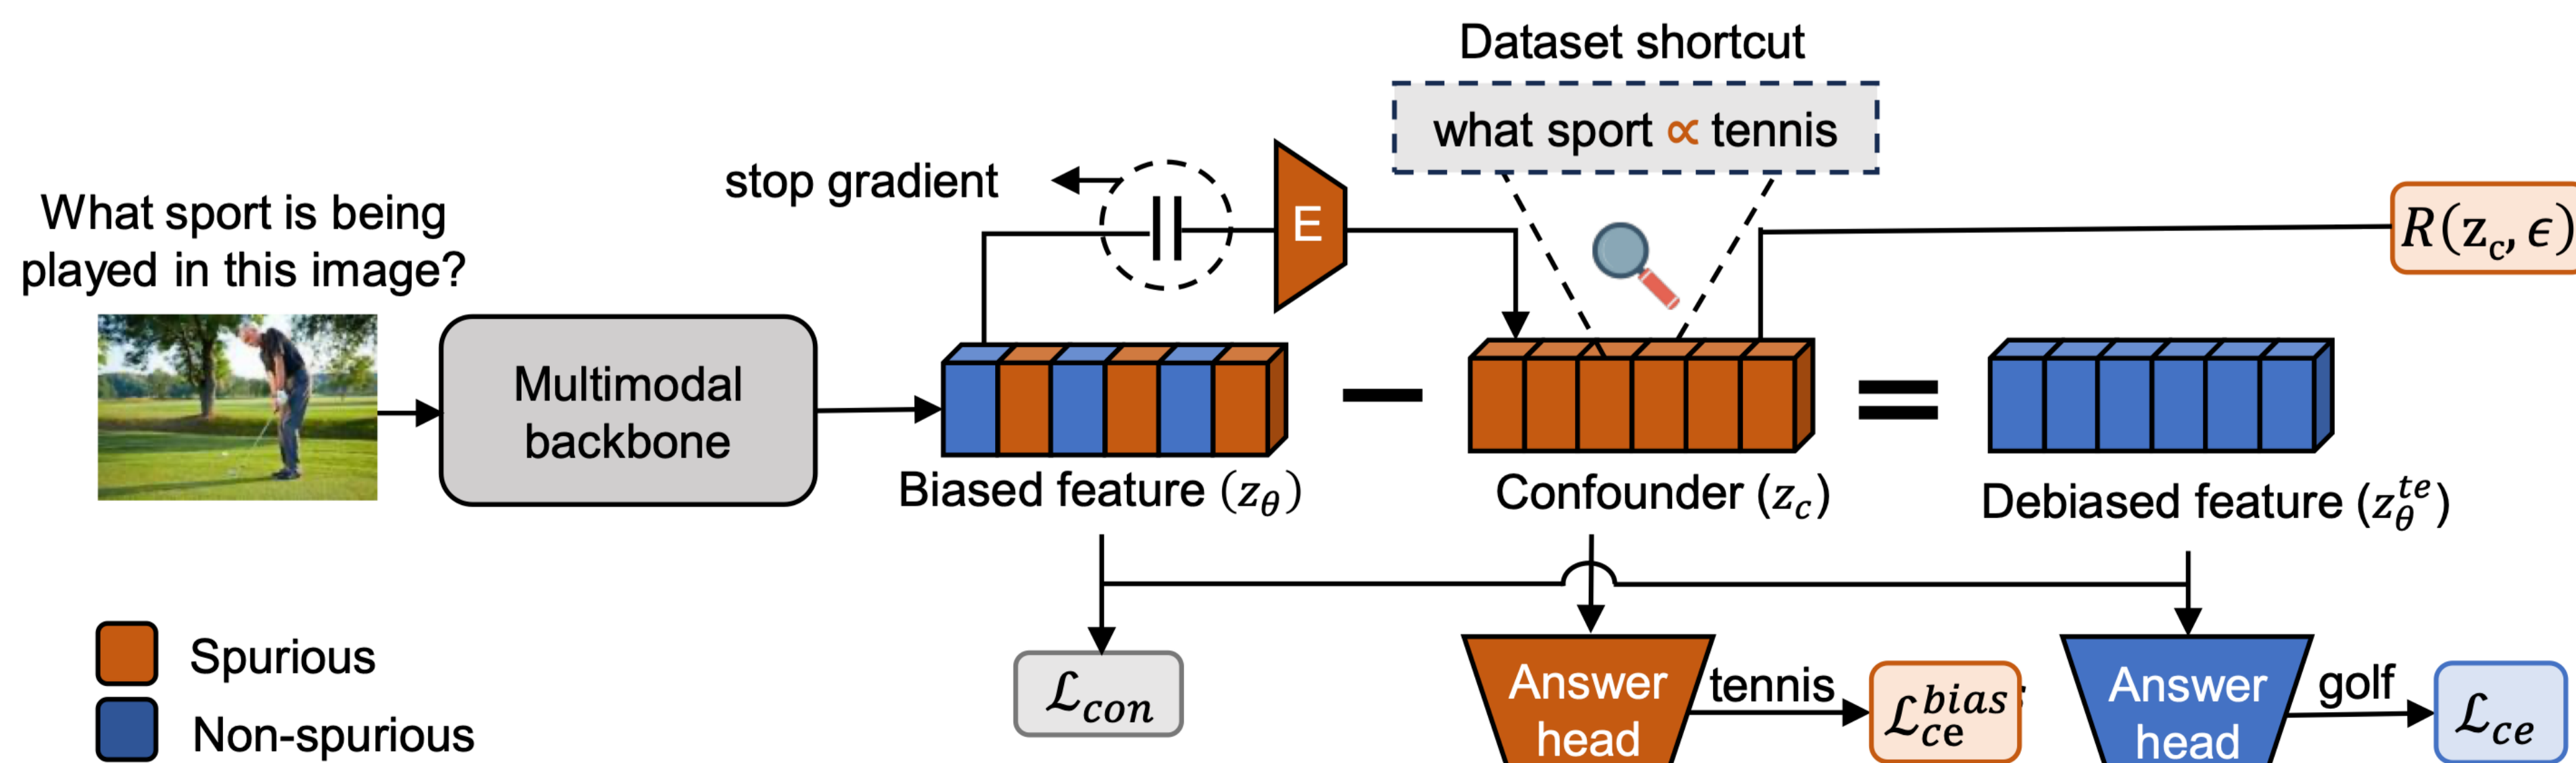 Dataset shortcut
what sport ∝ tennis
stop gradient
E
What sport is being
played in this image?
R(z_c, ϵ)
Multimodal
backbone
Biased feature (z_θ)
Confounder (z_c)
Debiased feature (z_θ^te)
Spurious
Non-spurious
ℒ_con
Answer
head
tennis
ℒ_ce^bias
Answer
head
golf
ℒ_ce